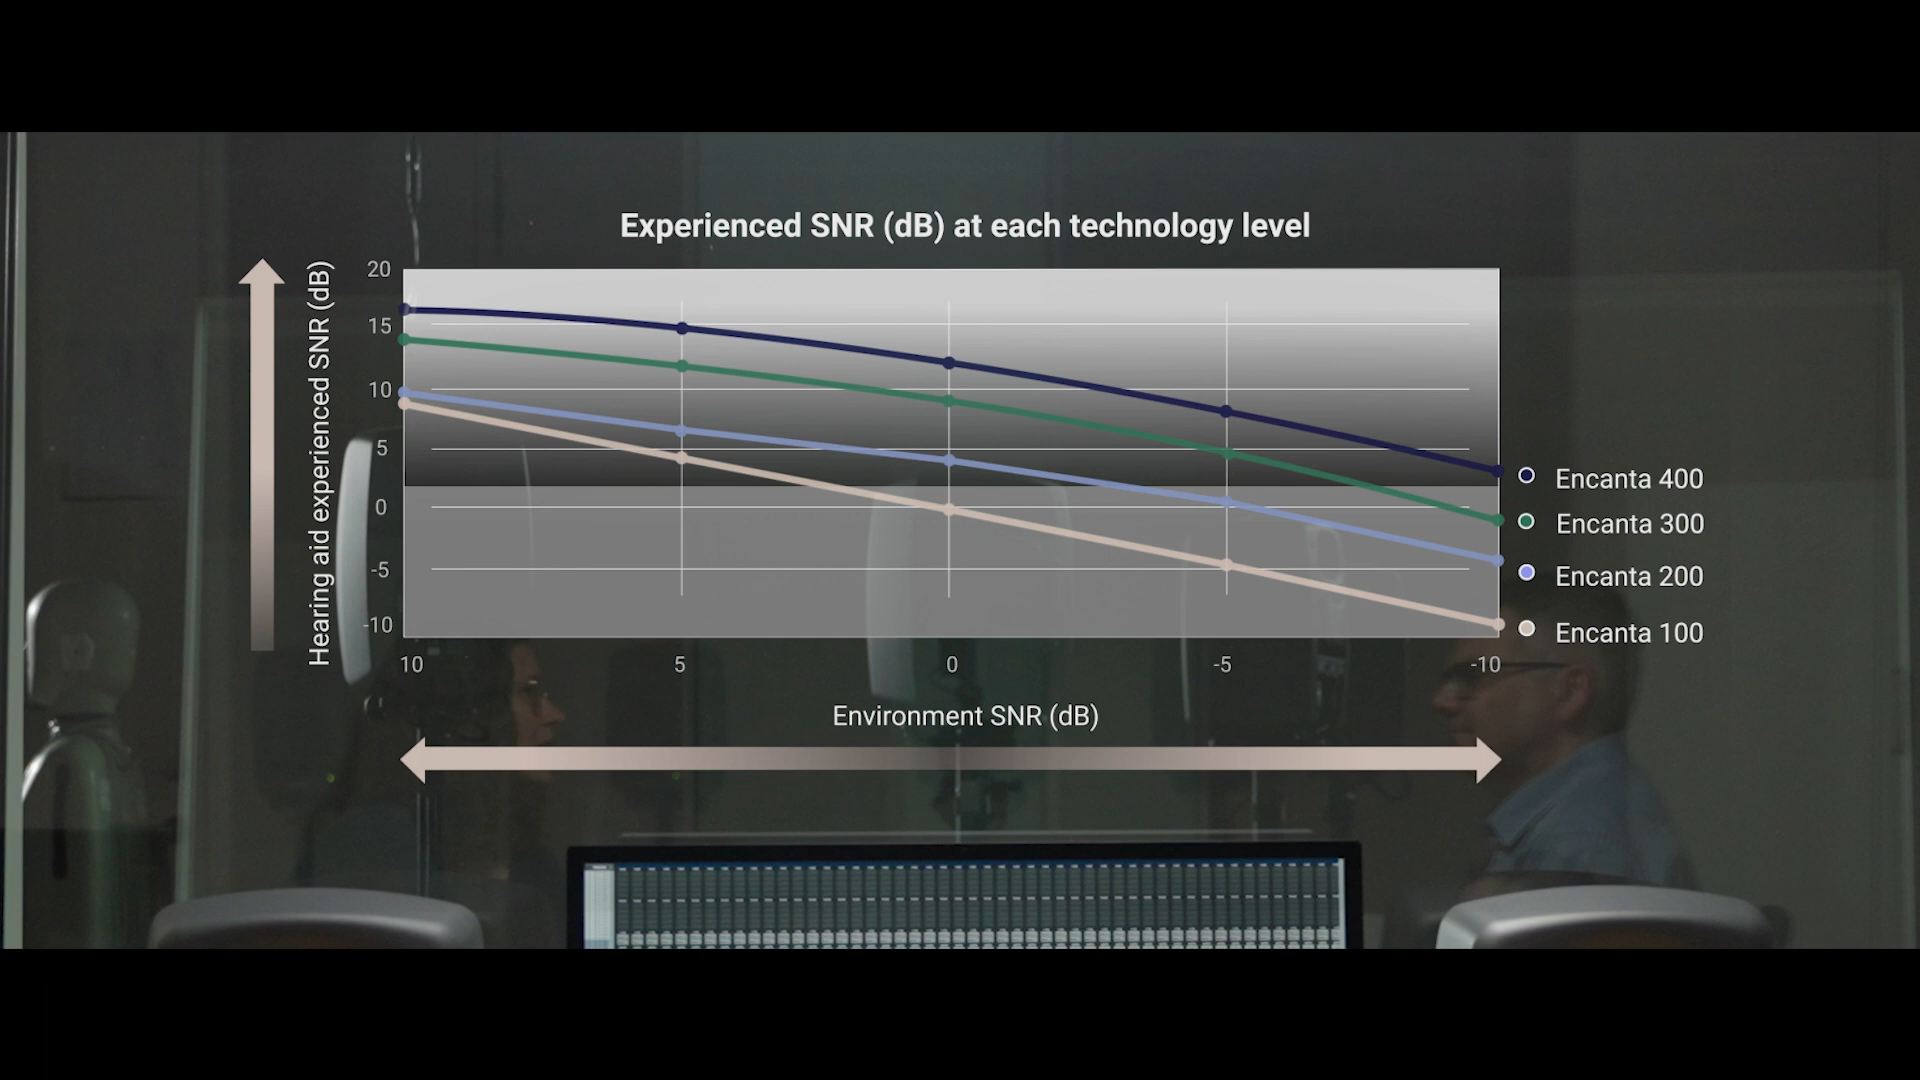 Experienced SNR (dB) at each technology level
Hearing aid experienced SNR (dB)
20
15
10
5
0
-5
-10
10
5
0
-5
-10
Environment SNR (dB)
Encanta 400
Encanta 300
Encanta 200
Encanta 100